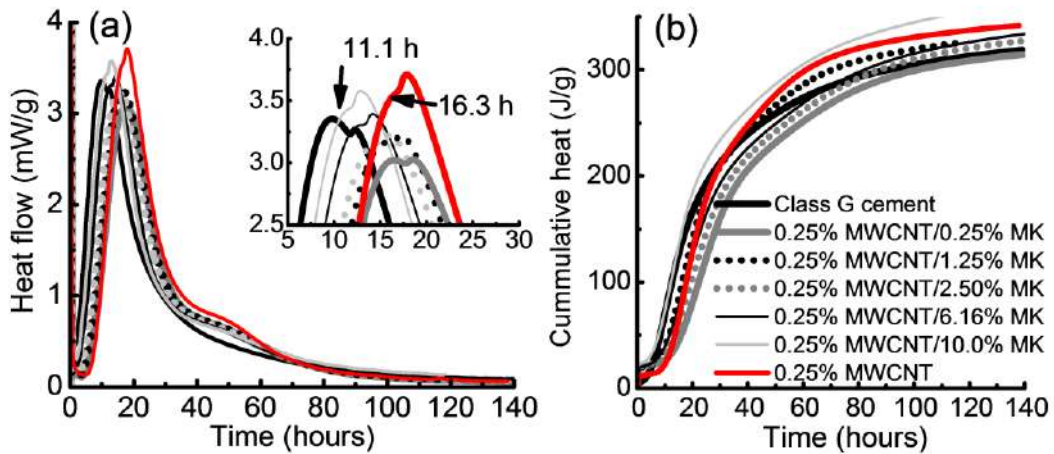 (a)
4
3
2
1
0
Heat flow (mW/g)
0 20 40 60 80 100 120 140
Time (hours)
4.0
3.5
3.0
2.5
5 10 15 20 25 30
11.1 h
16.3 h
(b)
300
200
100
0
Cummulative heat (J/g)
0 20 40 60 80 100 120 140
Time (hours)
Class G cement
0.25% MWCNT/0.25% MK
0.25% MWCNT/1.25% MK
0.25% MWCNT/2.50% MK
0.25% MWCNT/6.16% MK
0.25% MWCNT/10.0% MK
0.25% MWCNT